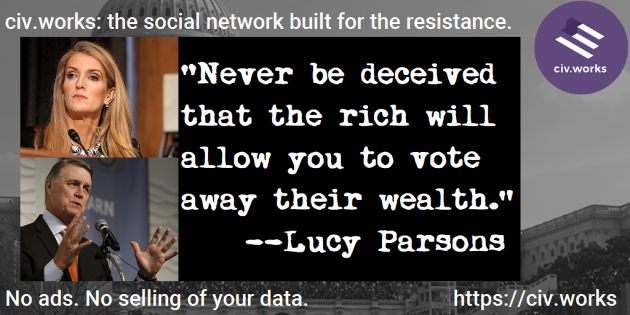 civ.works: the social network built for the resistance.
civ.works
"Never be deceived
that the rich will
allow you to vote
away their wealth."
--Lucy Parsons
No ads. No selling of your data.
https://civ.works